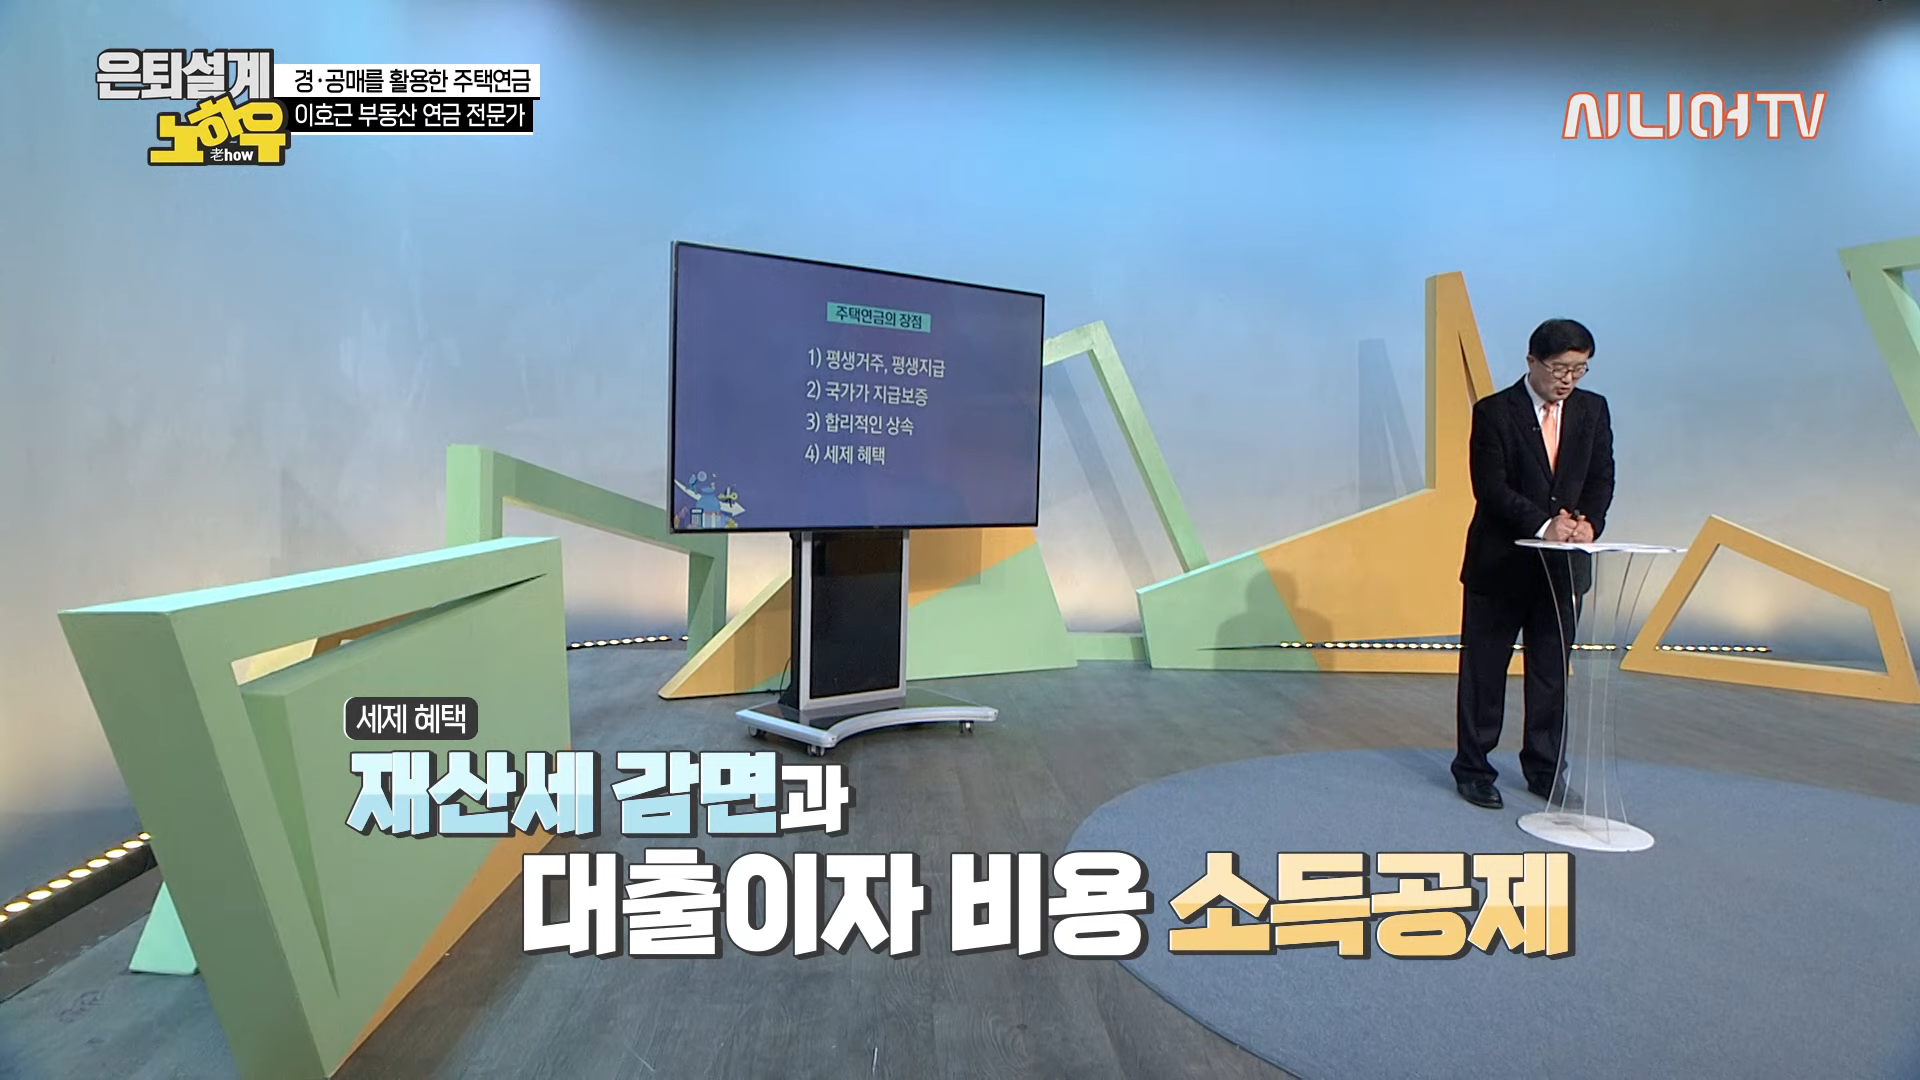 은퇴설계
노하우
老how
경·공매를 활용한 주택연금
이호근 부동산 연금 전문가
시니어TV
주택연금의 장점
1) 평생거주, 평생지급
2) 국가가 지급보증
3) 합리적인 상속
4) 세제 혜택
세제 혜택
재산세 감면과
대출이자 비용 소득공제